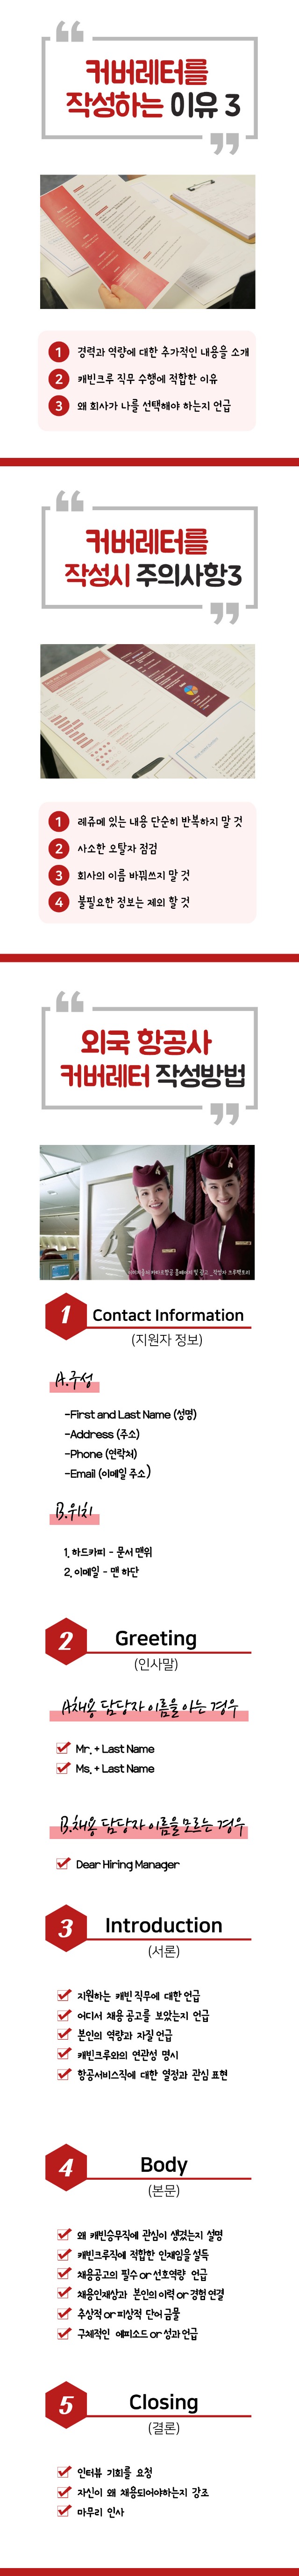 커버레터를
작성하는 이유 3
1 경력과 역량에 대한 추가적인 내용을 소개
2 캐빈크루 직무 수행에 적합한 이유
3 왜 회사가 나를 선택해야 하는지 언급
커버레터를
작성시 주의사항3
1 레쥬메 있는 내용 단순히 반복하지 말 것
2 사소한 오탈자 점검
3 회사의 이름 바꿔쓰지 말 것
4 불필요한 정보는 제외 할 것
외국 항공사
커버레터 작성방법
1 Contact Information
(지원자 정보)
A.구성
-First and Last Name (성명)
-Address (주소)
-Phone (연락처)
-Email (이메일 주소)
B.위치
1. 하드카피 - 문서 맨위
2. 이메일 - 맨 하단
2 Greeting
(인사말)
A채용 담당자 이름을 아는 경우
Mr. + Last Name
Ms. + Last Name
B.채용 담당자 이름을 모르는 경우
Dear Hiring Manager
3 Introduction
(서론)
지원하는 캐빈 직무에 대한 언급
어디서 채용 공고를 보았는지 언급
본인의 역량과 자질 언급
캐빈크루와의 연관성 명시
항공서비스직에 대한 열정과 관심 표현
4 Body
(본문)
왜 캐빈승무직에 관심이 생겼는지 설명
캐빈크루직에 적합한 인재임을 설득
채용공고의 필수 or 선호역량 언급
채용인재상과 본인의 이력 or 경험 연결
추상적 or 피상적 단어 금물
구체적인 에피소드 or 성과 언급
5 Closing
(결론)
인터뷰 기회를 요청
자신이 왜 채용되어야하는지 강조
마무리 인사